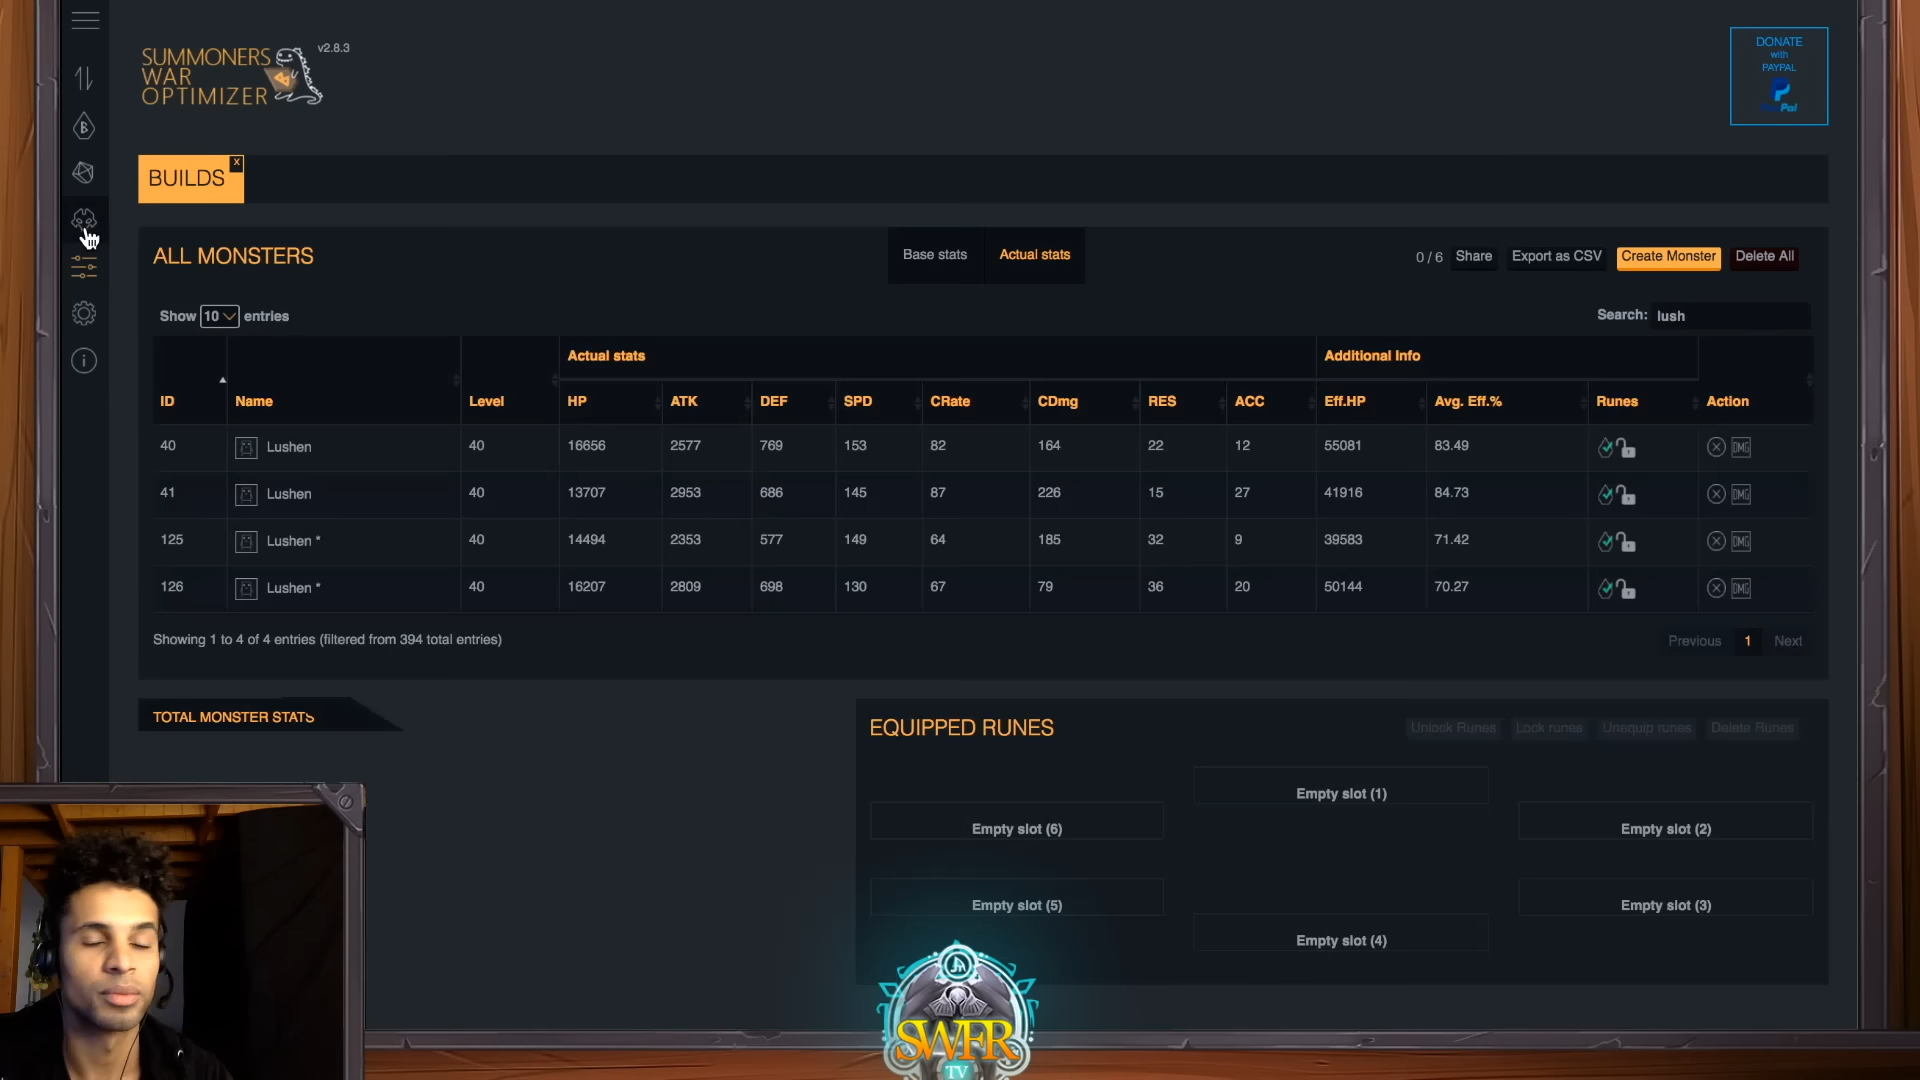 SUMMONERS
WAR
OPTIMIZER
v2.8.3
DONATE
with
PAYPAL
Pal
BUILDS x
ALL MONSTERS
Base stats Actual stats
0 / 6 Share Export as CSV Create Monster Delete All
Show 10 entries
Search: lush
Actual stats Additional Info
ID Name Level HP ATK DEF SPD CRate CDmg RES ACC Eff.HP Avg. Eff.% Runes Action
40 Lushen 40 16656 2577 769 153 82 164 22 12 55081 83.49 DMG
41 Lushen 40 13707 2953 686 145 87 226 15 27 41916 84.73 DMG
125 Lushen * 40 14494 2353 577 149 64 185 32 9 39583 71.42 DMG
126 Lushen * 40 16207 2809 698 130 67 79 36 20 50144 70.27 DMG
Showing 1 to 4 of 4 entries (filtered from 394 total entries)
Previous 1 Next
TOTAL MONSTER STATS
EQUIPPED RUNES
Unlock Runes Lock runes Unequip runes Delete Runes
Empty slot (1)
Empty slot (6)
Empty slot (2)
Empty slot (5)
Empty slot (3)
Empty slot (4)
SWFR
TV